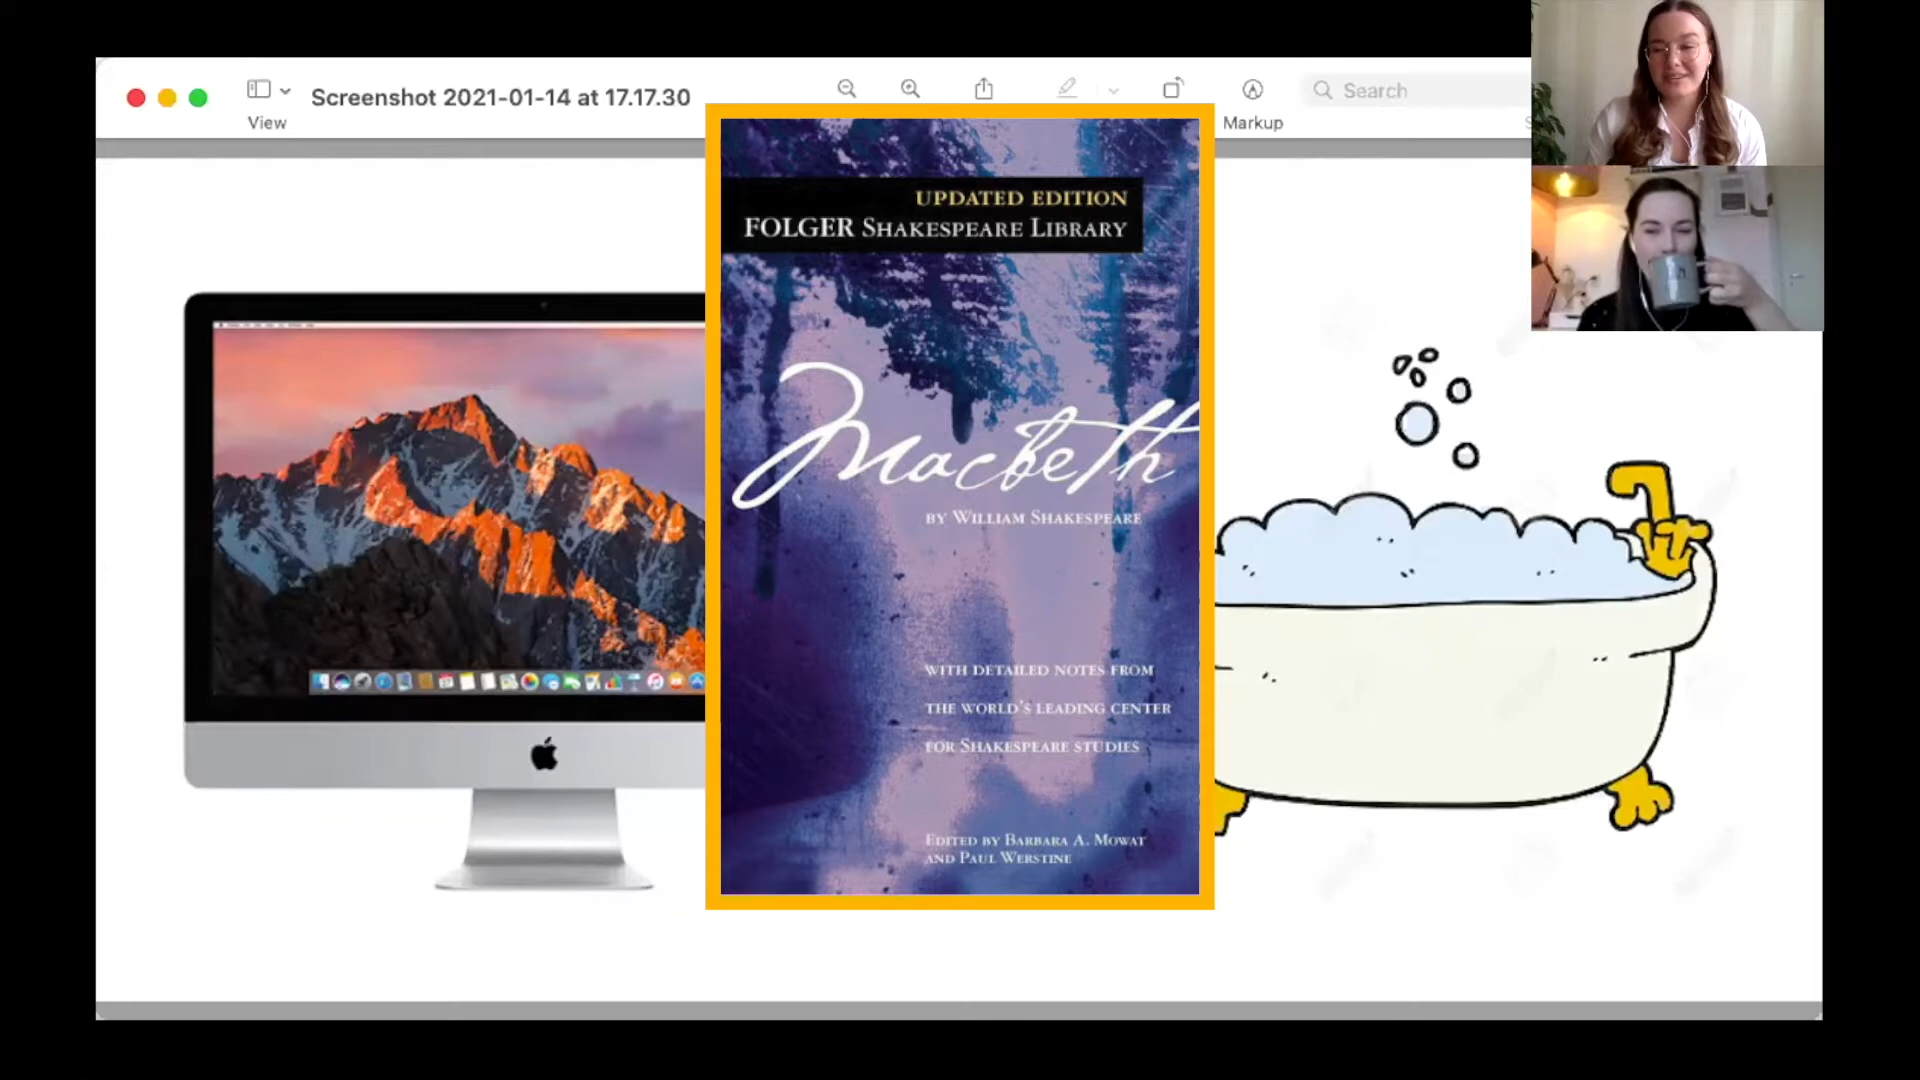 Screenshot 2021-01-14 at 17.17.30
Search
View
Markup
UPDATED EDITION
FOLGER SHAKESPEARE LIBRARY
Macbeth
BY WILLIAM SHAKESPEARE
WITH DETAILED NOTES FROM
THE WORLD'S LEADING CENTER
FOR SHAKESPEARE STUDIES
EDITED BY BARBARA A. MOWAT
AND PAUL WERSTINE